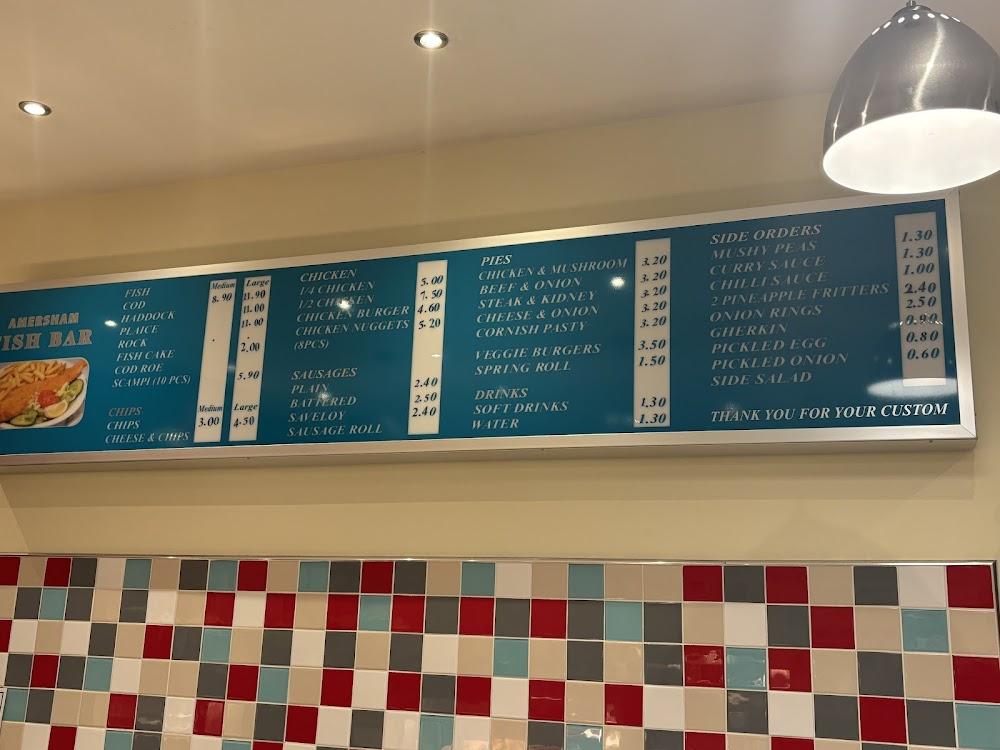 AMERSHAM
FISH BAR
FISH
COD
HADDOCK
PLAICE
ROCK
FISH CAKE
COD ROE
SCAMPI (10 PCS)
CHIPS
CHIPS
CHEESE & CHIPS
Medium
8.90
Medium
3.00
Large
11.90
11.00
11.00
2.00
5.90
Large
4.50
CHICKEN
1/4 CHICKEN
1/2 CHICKEN
CHICKEN BURGER
CHICKEN NUGGETS
(8PCS)
SAUSAGES
PLAIN
BATTERED
SAVELOY
SAUSAGE ROLL
5.00
7.50
4.60
5.20
2.40
2.50
2.40
PIES
CHICKEN & MUSHROOM
BEEF & ONION
STEAK & KIDNEY
CHEESE & ONION
CORNISH PASTY
VEGGIE BURGERS
SPRING ROLL
DRINKS
SOFT DRINKS
WATER
3.20
3.20
3.20
3.20
3.20
3.50
1.50
1.30
1.30
SIDE ORDERS
MUSHY PEAS
CURRY SAUCE
CHILLI SAUCE
2 PINEAPPLE FRITTERS
ONION RINGS
GHERKIN
PICKLED EGG
PICKLED ONION
SIDE SALAD
1.30
1.30
1.00
2.40
2.50
0.90
0.80
0.60
THANK YOU FOR YOUR CUSTOM